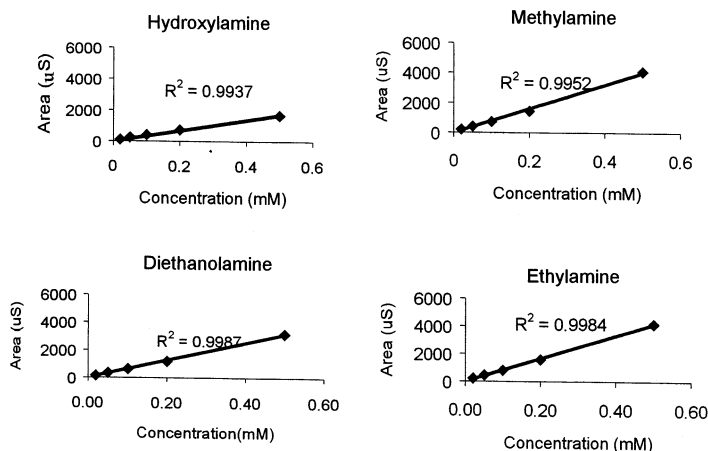 Hydroxylamine
6000
4000
2000
0
Area (uS)
R² = 0.9937
0 0.2 0.4 0.6
Concentration (mM)
Methylamine
6000
4000
2000
0
Area (uS)
R² = 0.9952
0 0.2 0.4 0.6
Concentration (mM)
Diethanolamine
6000
4000
2000
0
Area (uS)
R² = 0.9987
0.00 0.20 0.40 0.60
Concentration(mM)
Ethylamine
6000
4000
2000
0
Area (uS)
R² = 0.9984
0.00 0.20 0.40 0.60
Concentration (mM)